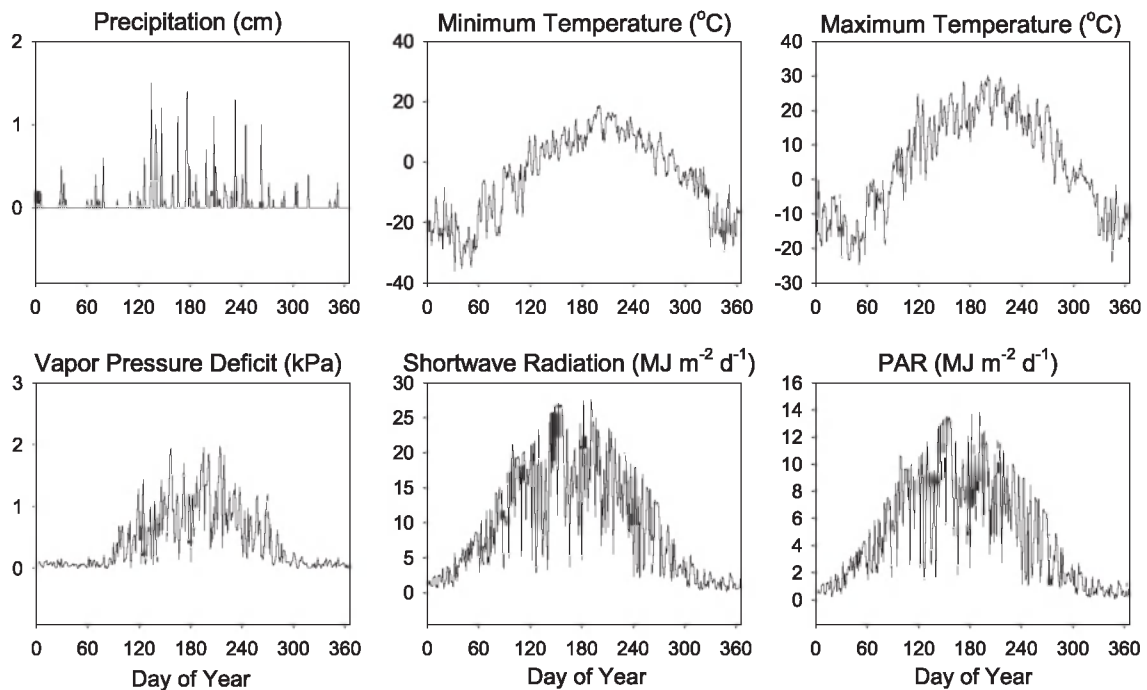 Precipitation (cm)
2
1
0
0 60 120 180 240 300 360
Minimum Temperature (°C)
40
20
0
-20
-40
0 60 120 180 240 300 360
Maximum Temperature (°C)
40
30
20
10
0
-10
-20
-30
0 60 120 180 240 300 360
Vapor Pressure Deficit (kPa)
3
2
1
0
0 60 120 180 240 300 360
Day of Year
Shortwave Radiation (MJ m⁻² d⁻¹)
30
25
20
15
10
5
0
0 60 120 180 240 300 360
Day of Year
PAR (MJ m⁻² d⁻¹)
16
14
12
10
8
6
4
2
0
0 60 120 180 240 300 360
Day of Year